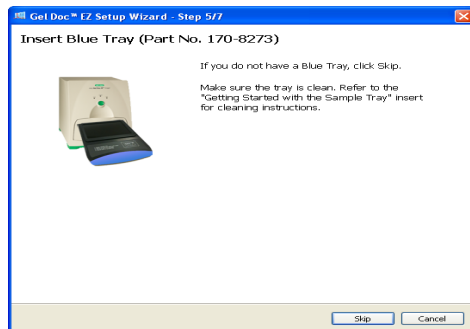 Gel Doc™ EZ Setup Wizard - Step 5/7
Insert Blue Tray (Part No. 170-8273)
If you do not have a Blue Tray, click Skip.
Make sure the tray is clean. Refer to the
"Getting Started with the Sample Tray" insert
for cleaning instructions.
Skip
Cancel